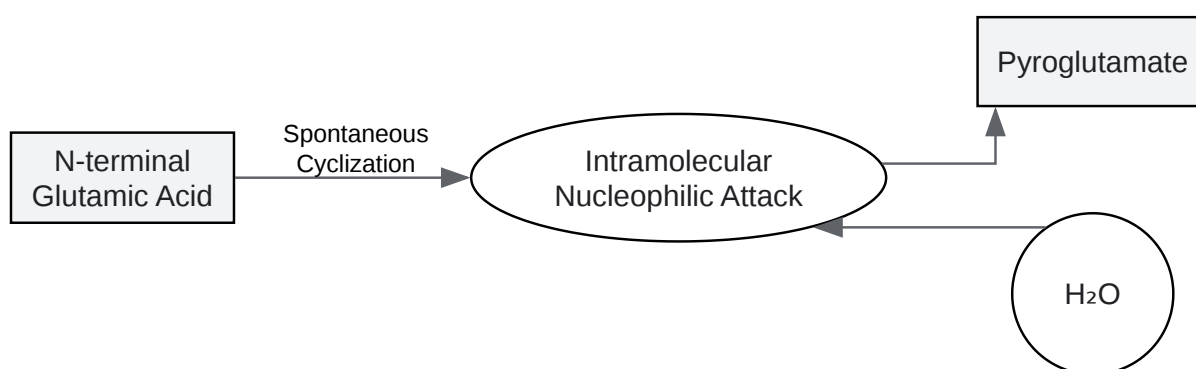 Pyroglutamate
Spontaneous
Cyclization
N-terminal
Glutamic Acid
Intramolecular
Nucleophilic Attack
H₂O